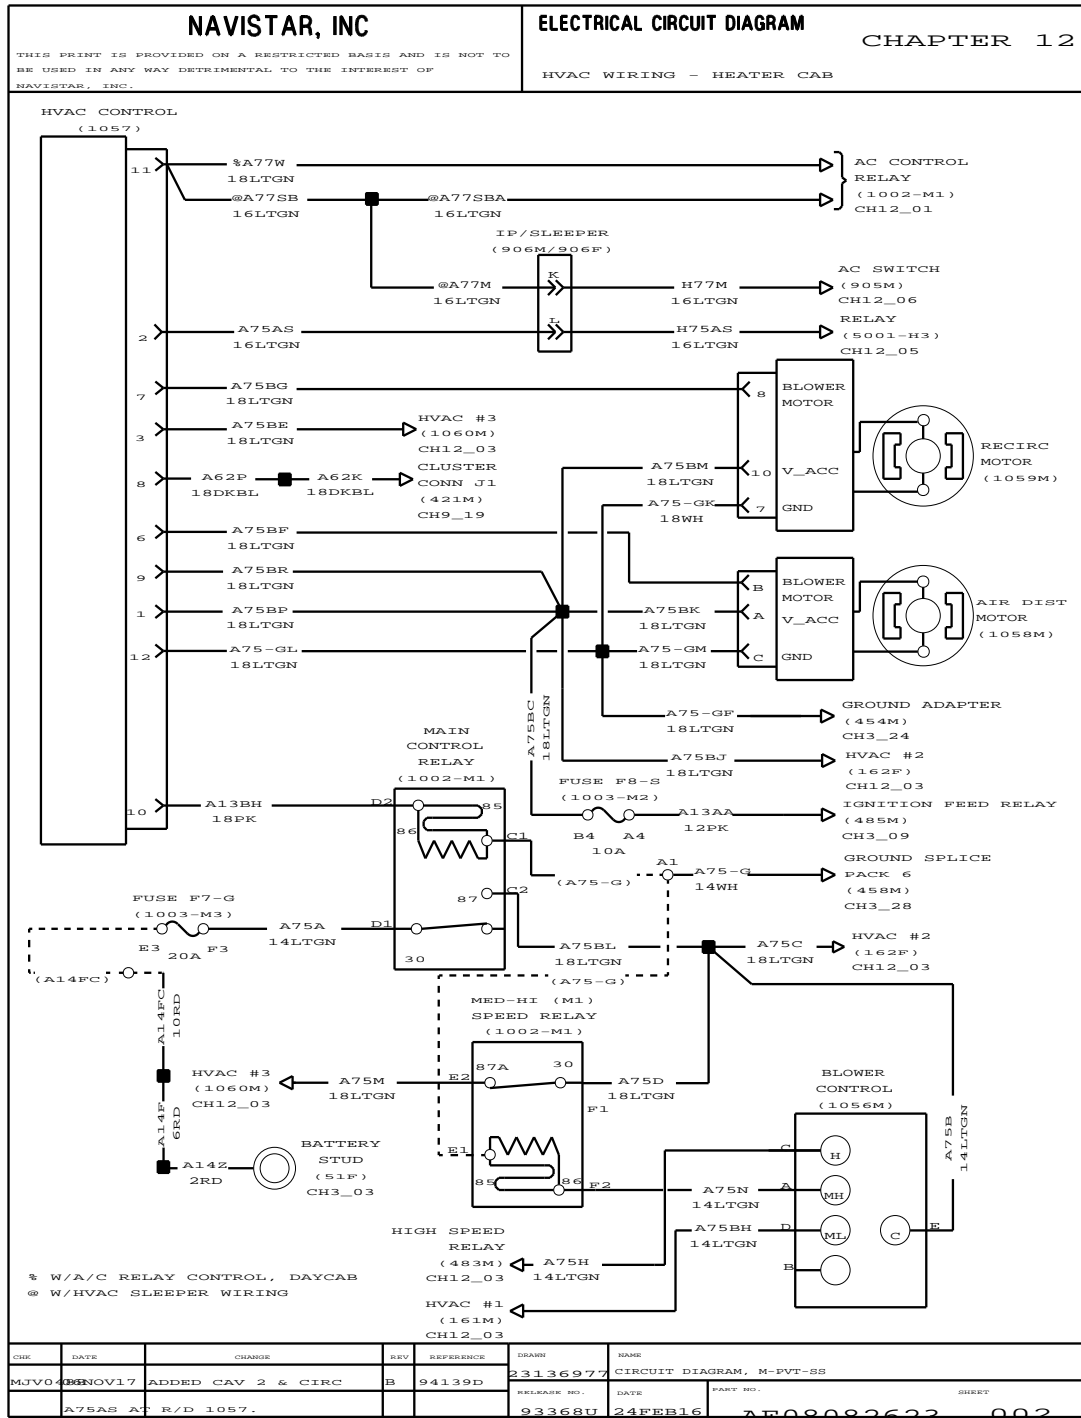 NAVISTAR, INC
THIS PRINT IS PROVIDED ON A RESTRICTED BASIS AND IS NOT TO
BE USED IN ANY WAY DETRIMENTAL TO THE INTEREST OF
NAVISTAR, INC.
ELECTRICAL CIRCUIT DIAGRAM
CHAPTER 12
HVAC WIRING - HEATER CAB
HVAC CONTROL
(1057)
11
%A77W
18LTGN
@A77SB
16LTGN
@A77SBA
16LTGN
AC CONTROL
RELAY
(1002-M1)
CH12_01
IP/SLEEPER
(906M/906F)
K
@A77M
16LTGN
H77M
16LTGN
AC SWITCH
(905M)
CH12_06
2
A75AS
16LTGN
L
H75AS
16LTGN
RELAY
(5001-H3)
CH12_05
7
A75BG
18LTGN
8
BLOWER
MOTOR
3
A75BE
18LTGN
HVAC #3
(1060M)
CH12_03
8
A62P
18DKBL
A62K
18DKBL
CLUSTER
CONN J1
(421M)
CH9_19
A75BM
18LTGN
10
V_ACC
A75-GK
18WH
7
GND
RECIRC
MOTOR
(1059M)
6
A75BF
18LTGN
9
A75BR
18LTGN
B
BLOWER
MOTOR
1
A75BP
18LTGN
A75BK
18LTGN
A
V_ACC
12
A75-GL
18LTGN
A75-GM
18LTGN
C
GND
AIR DIST
MOTOR
(1058M)
A75BC
18LTGN
A75-GF
18LTGN
GROUND ADAPTER
(454M)
CH3_24
A75BJ
18LTGN
HVAC #2
(162F)
CH12_03
MAIN
CONTROL
RELAY
(1002-M1)
10
A13BH
18PK
D2
85
86
C1
87
C2
D1
30
FUSE F8-S
(1003-M2)
B4
A4
10A
A13AA
12PK
IGNITION FEED RELAY
(485M)
CH3_09
(A75-G)
A1
A75-G
14WH
GROUND SPLICE
PACK 6
(458M)
CH3_28
FUSE F7-G
(1003-M3)
E3
F3
20A
A75A
14LTGN
A75BL
18LTGN
A75C
18LTGN
HVAC #2
(162F)
CH12_03
(A14FC)
A14FC
10RD
(A75-G)
MED-HI (M1)
SPEED RELAY
(1002-M1)
HVAC #3
(1060M)
CH12_03
A75M
18LTGN
E2
87A
30
F1
A75D
18LTGN
A14F
6RD
A14Z
2RD
BATTERY
STUD
(51F)
CH3_03
E1
85
86
F2
BLOWER
CONTROL
(1056M)
C
H
A
MH
D
ML
B
C
E
A75B
14LTGN
A75N
14LTGN
A75BH
14LTGN
HIGH SPEED
RELAY
(483M)
CH12_03
A75H
14LTGN
HVAC #1
(161M)
CH12_03
% W/A/C RELAY CONTROL, DAYCAB
@ W/HVAC SLEEPER WIRING
CHK
DATE
CHANGE
REV
REFERENCE
DRAWN
NAME
NOV17
ADDED CAV 2 & CIRC
B
94139D
23136977
CIRCUIT DIAGRAM, M-PVT-SS
A75AS AT R/D 1057.
RELEASE NO.
DATE
PART NO.
SHEET
93368U
24FEB16
002